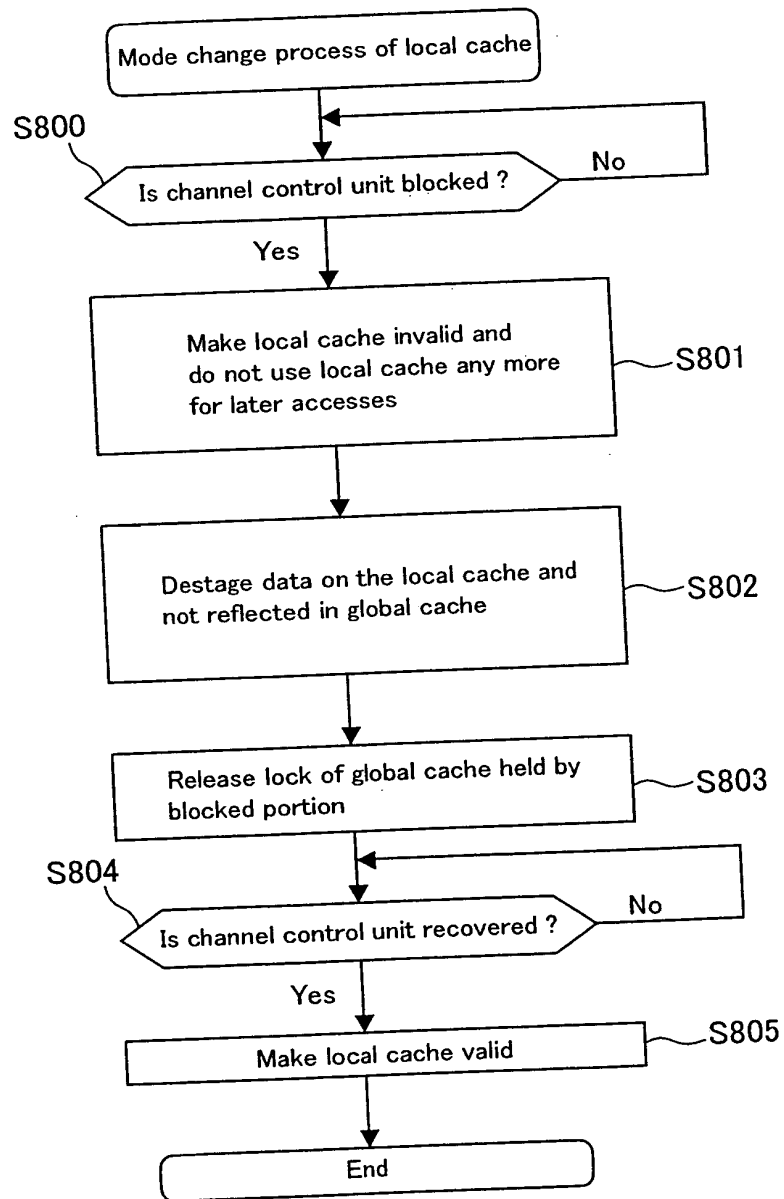 Mode change process of local cache
S800
Is channel control unit blocked ?
No
Yes
Make local cache invalid and
do not use local cache any more
for later accesses
S801
Destage data on the local cache and
not reflected in global cache
S802
Release lock of global cache held by
blocked portion
S803
S804
Is channel control unit recovered ?
No
Yes
Make local cache valid
S805
End